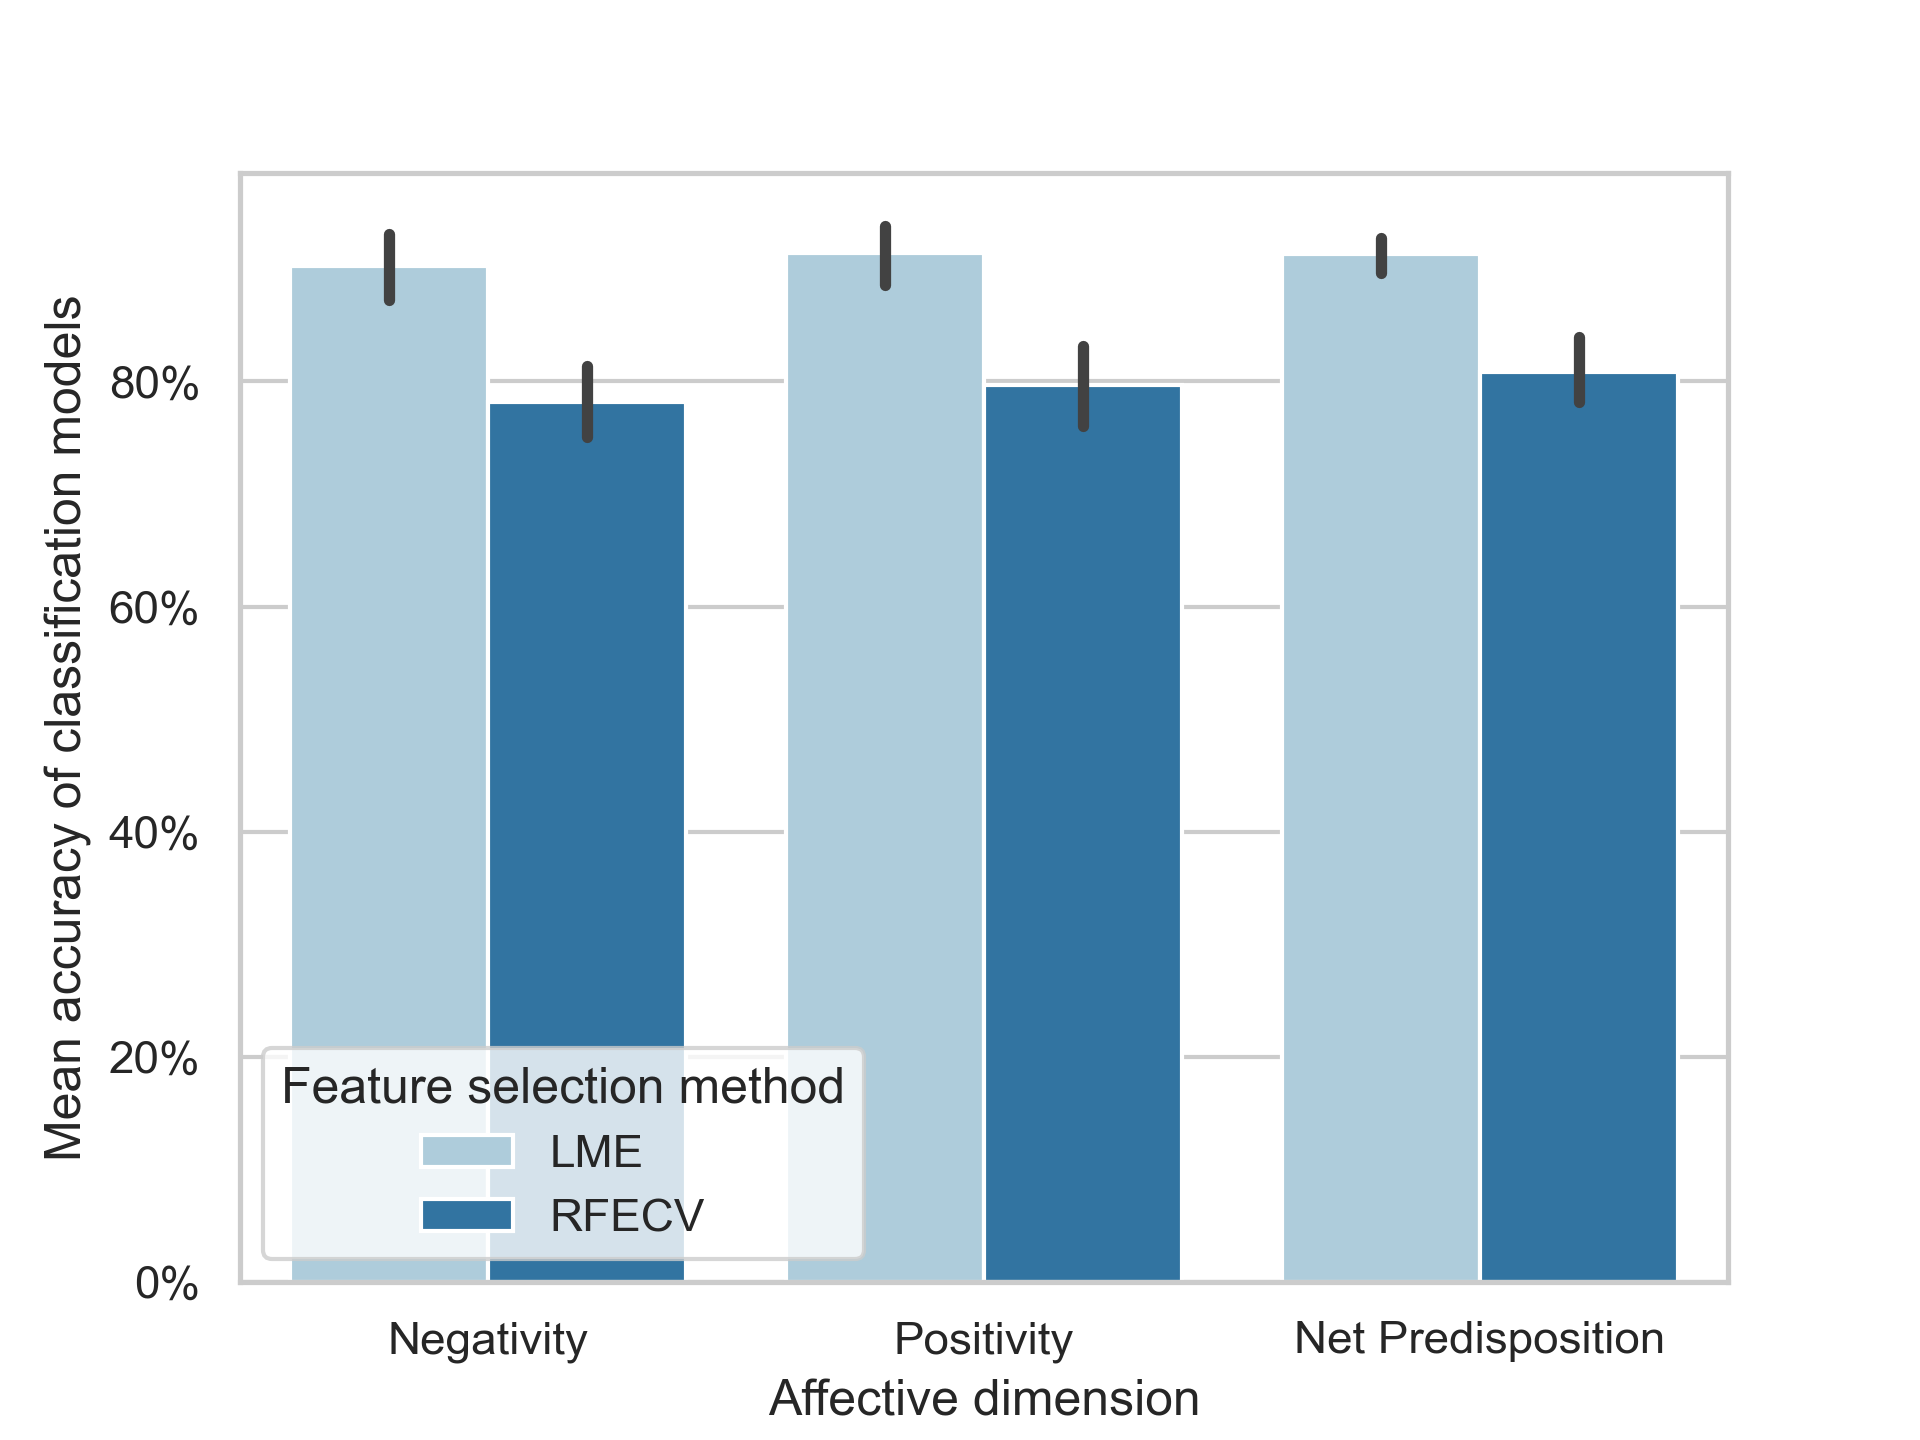 Mean accuracy of classification models
80%
60%
40%
20%
0%
Feature selection method
LME
RFECV
Negativity
Positivity
Net Predisposition
Affective dimension